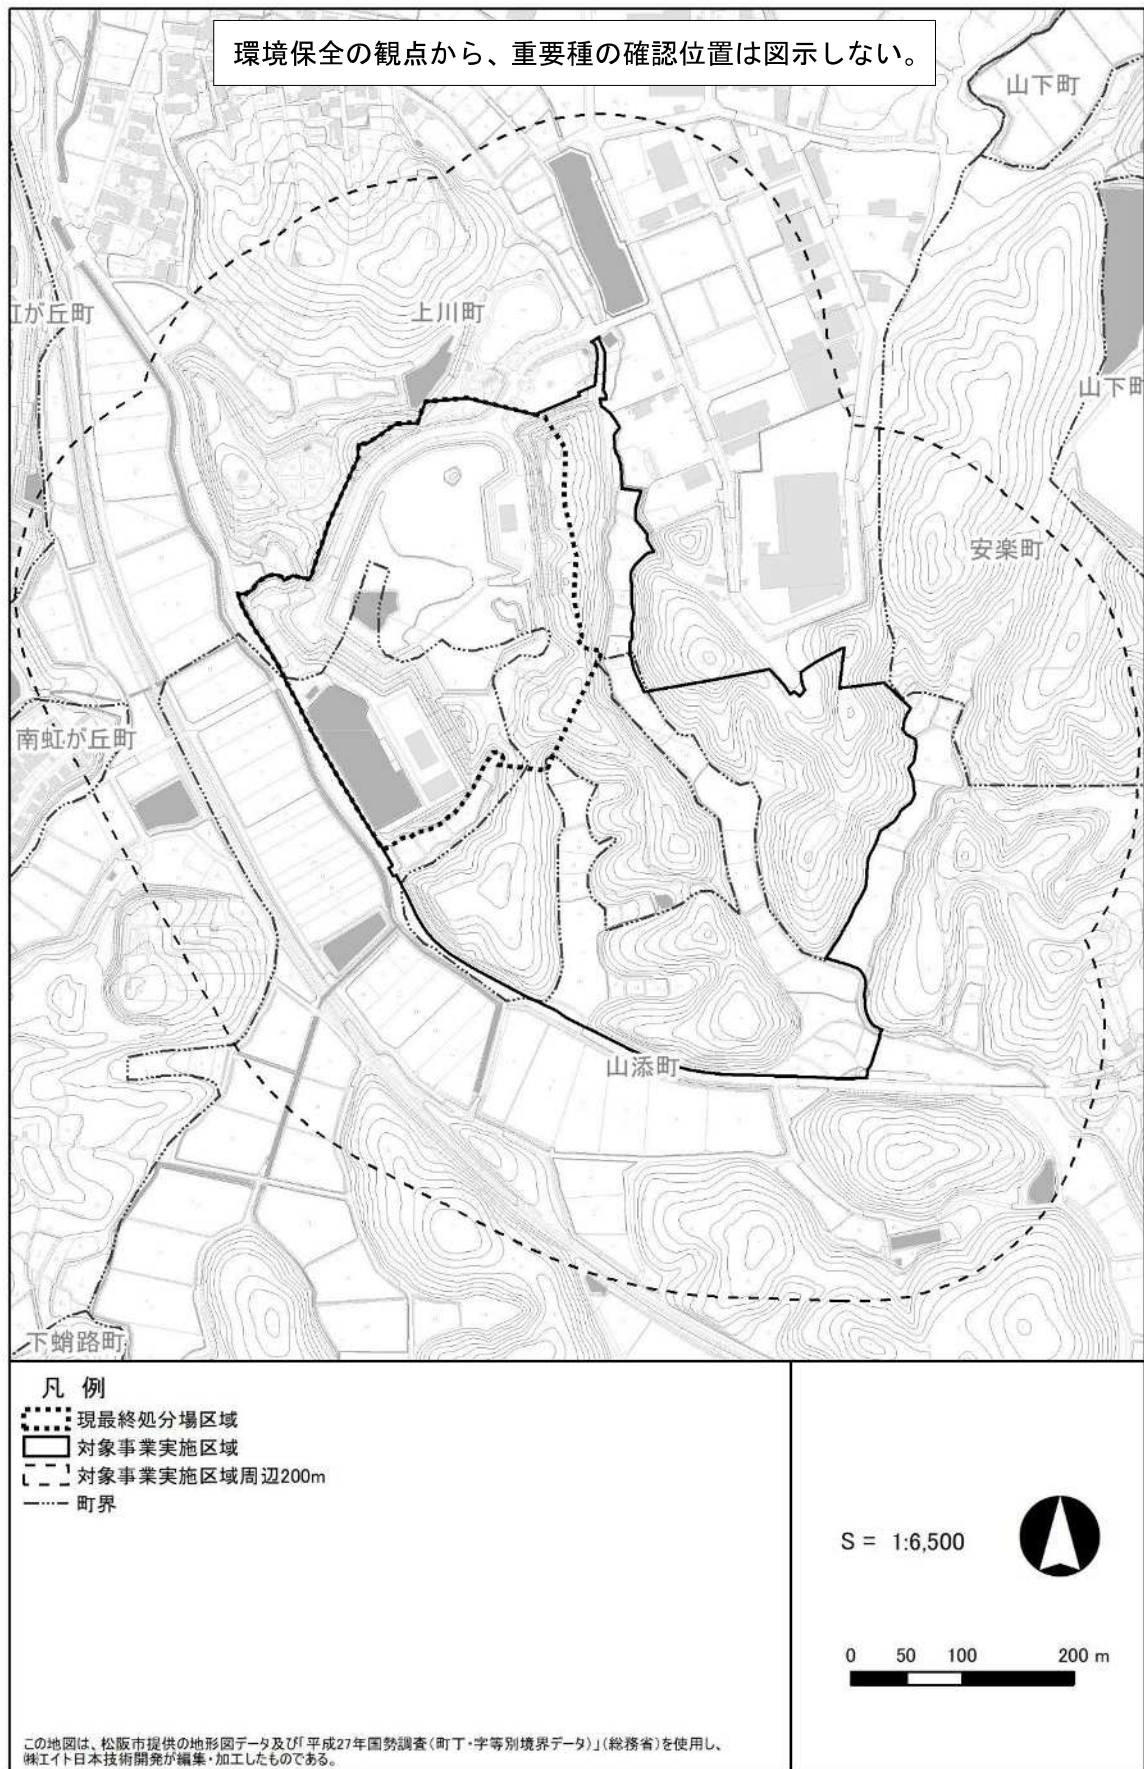 環境保全の観点から、重要種の確認位置は図示しない。
山下町
虹が丘町
上川町
山下町
安楽町
南虹が丘町
山添町
下蛸路町
凡 例
現最終処分場区域
対象事業実施区域
対象事業実施区域周辺200m
町界
S = 1:6,500
0 50 100 200 m
この地図は、松阪市提供の地形図データ及び「平成27年国勢調査(町丁・字等別境界データ)」(総務省)を使用し、
㈱エイト日本技術開発が編集・加工したものである。